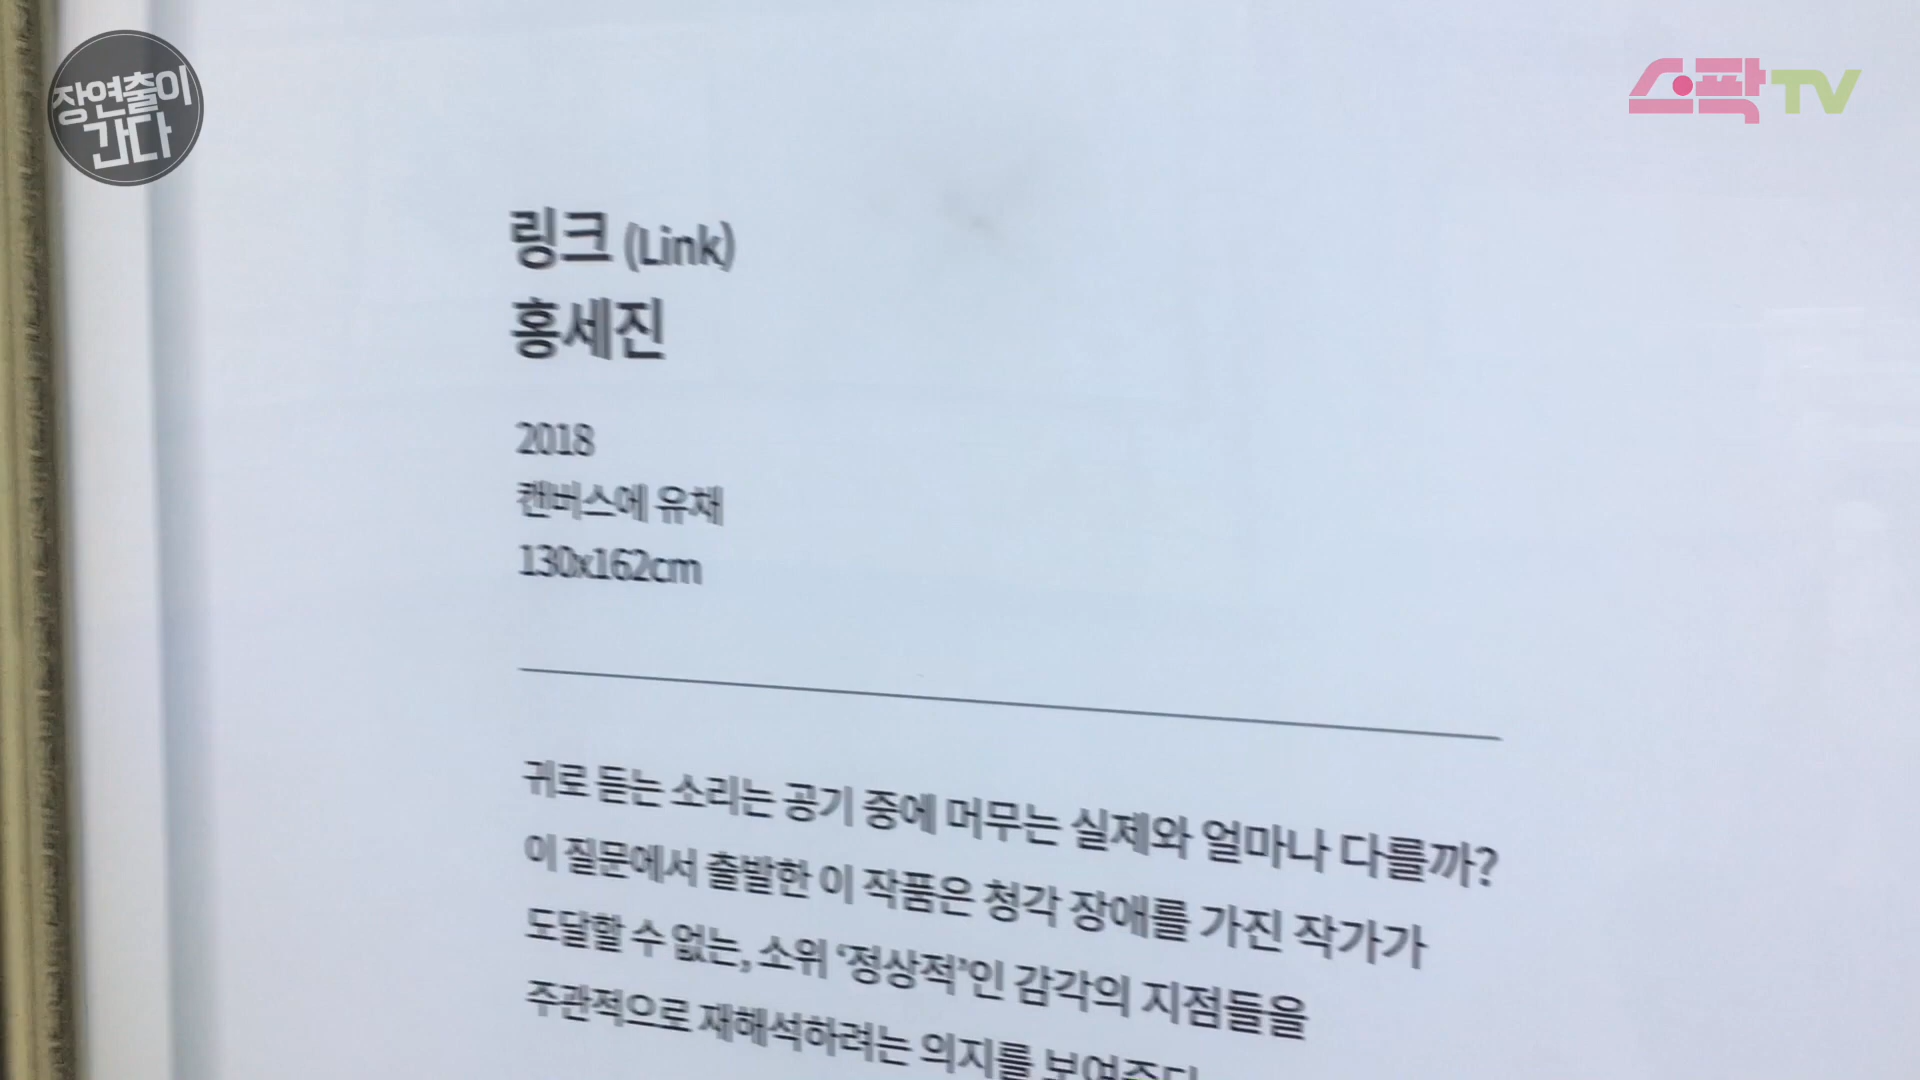 장연출이
간다
스팍TV
링크 (Link)
홍세진
2018
캔버스에 유채
130x162cm
귀로 듣는 소리는 공기 중에 머무는 실제와 얼마나 다를까?
이 질문에서 출발한 이 작품은 청각 장애를 가진 작가가
도달할 수 없는, 소위 ‘정상적’인 감각의 지점들을
주관적으로 재해석하려는 의지를 보여준다